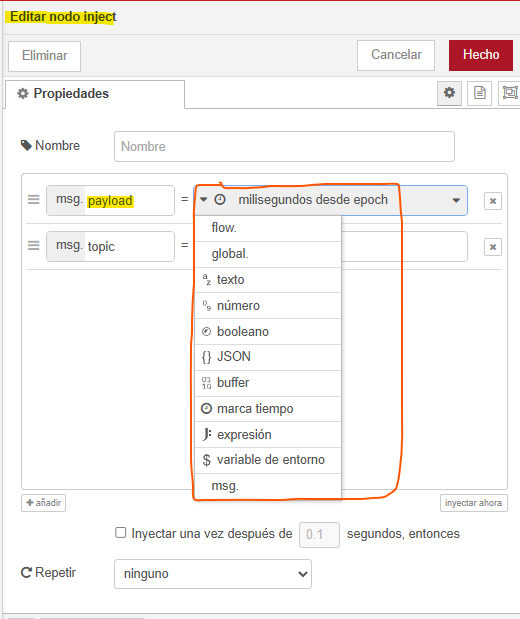 Editar nodo inject
Eliminar
Cancelar
Hecho
Propiedades
Nombre
Nombre
msg. payload
=
milisegundos desde epoch
msg. topic
=
flow.
global.
texto
número
booleano
{} JSON
buffer
marca tiempo
J: expresión
$ variable de entorno
msg.
+ añadir
inyectar ahora
Inyectar una vez después de 0.1 segundos, entonces
Repetir
ninguno